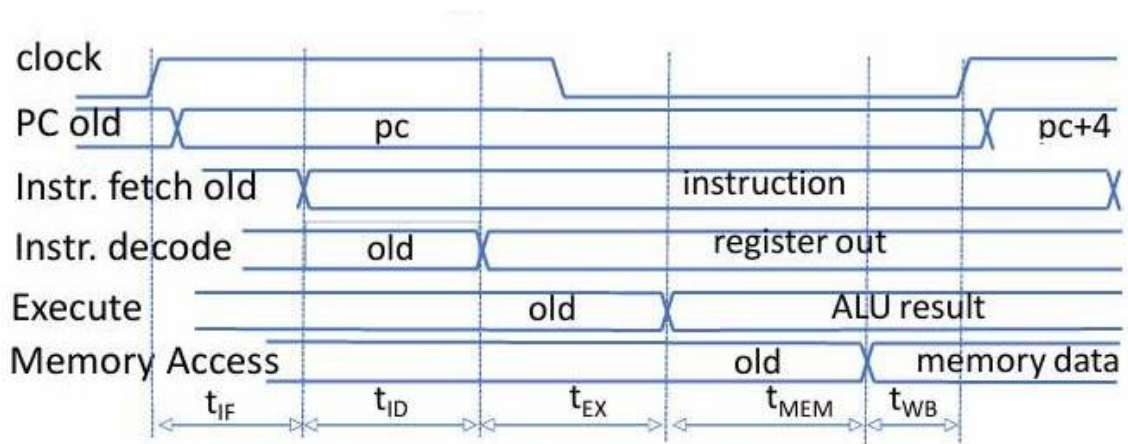 clock
PC old pc pc+4
Instr. fetch old instruction
Instr. decode old register out
Execute old ALU result
Memory Access old memory data
tIF tID tEX tMEM tWB